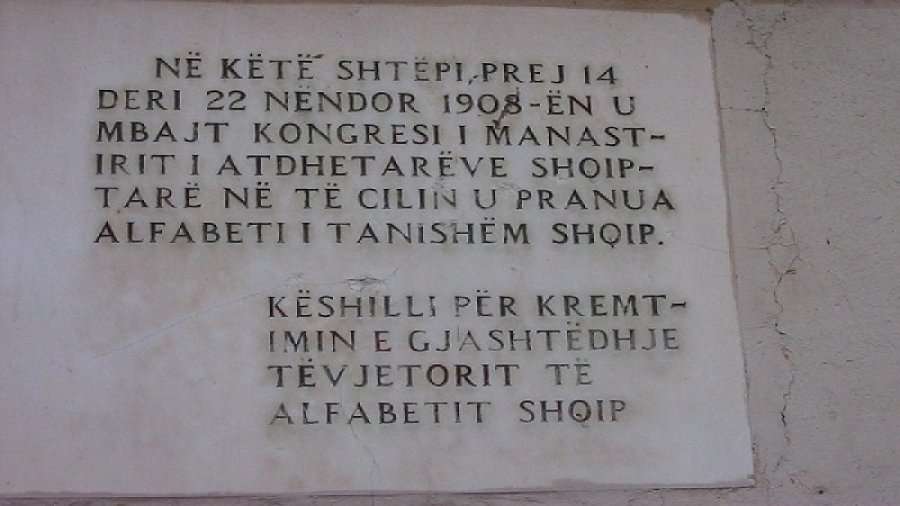 NË KËTË SHTËPI, PREJ 14
DERI 22 NËNDOR 1908-ËN U
MBAJT KONGRESI I MANAST-
IRIT I ATDHETARËVE SHQIP-
TARË NË TË CILIN U PRANUA
ALFABETI I TANISHËM SHQIP.
KËSHILLI PËR KREMT-
IMIN E GJASHTËDHJE
TËVJETORIT TË
ALFABETIT SHQIP